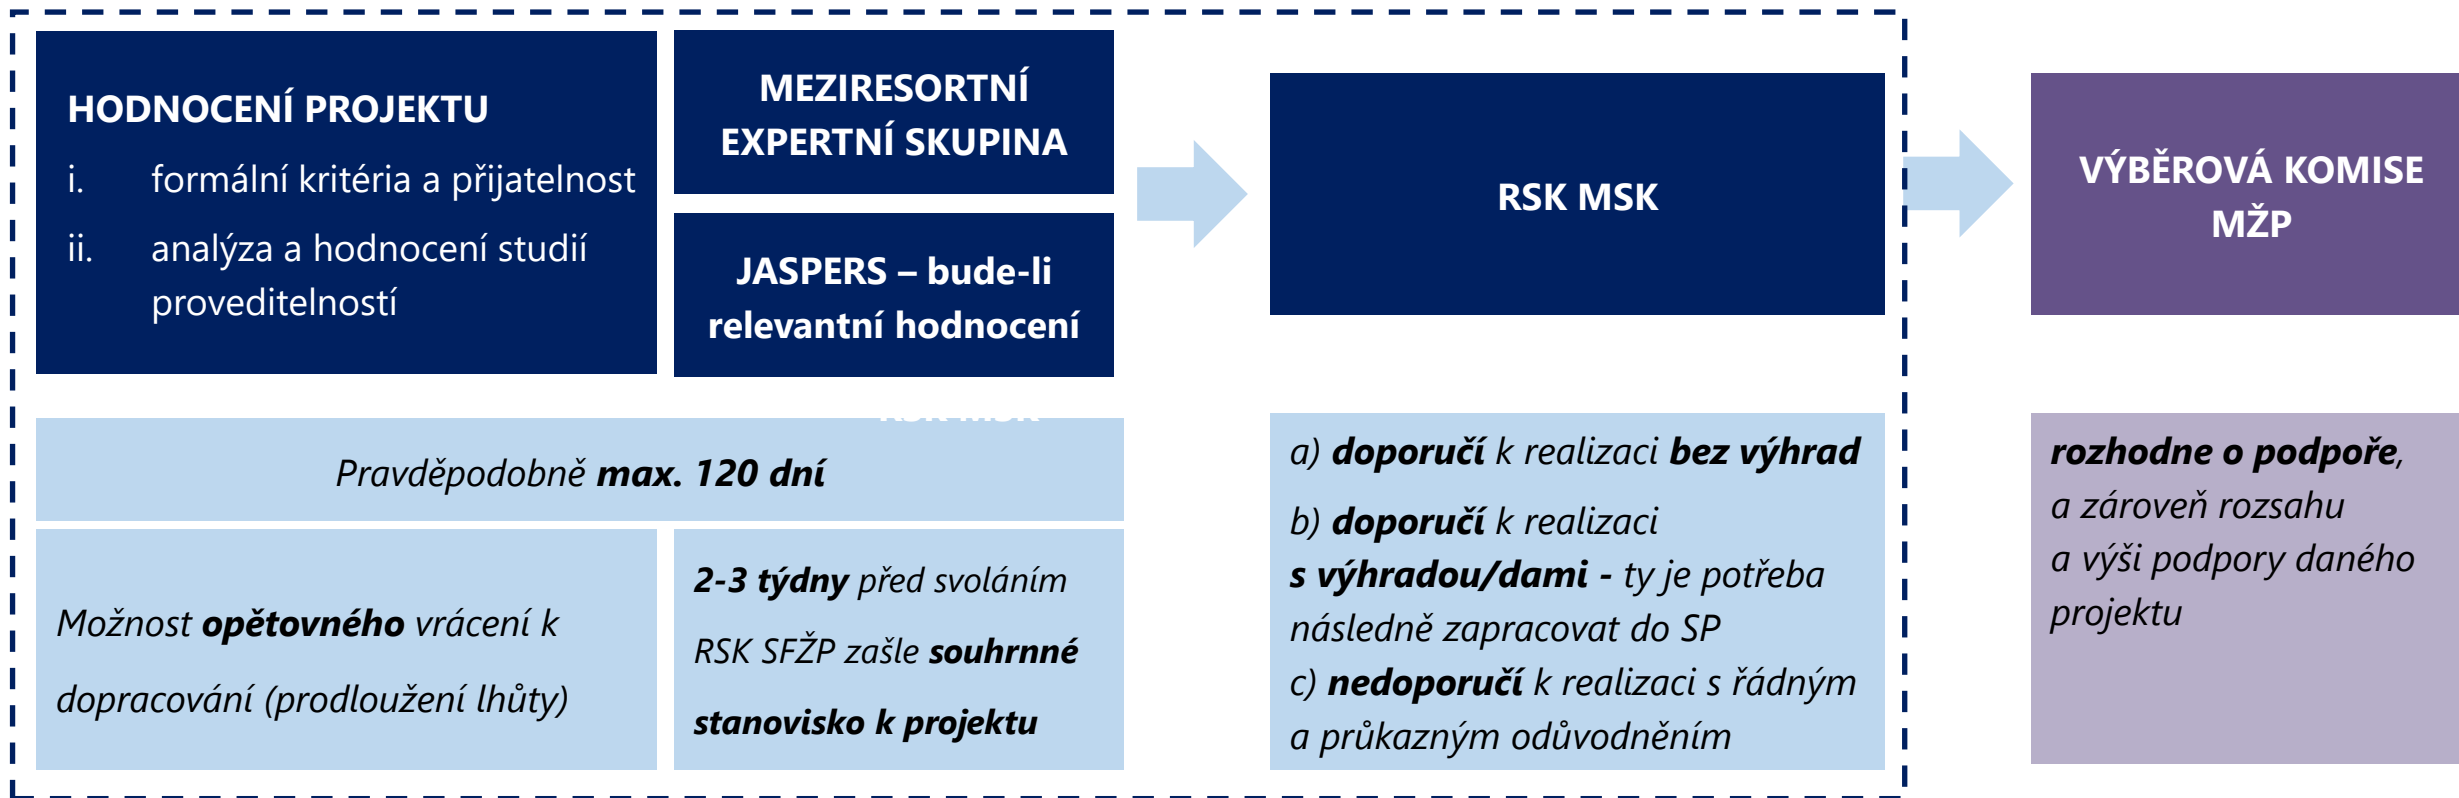 HODNOCENÍ PROJEKTU
i. formální kritéria a přijatelnost
ii. analýza a hodnocení studií
proveditelností
MEZIRESORTNÍ
EXPERTNÍ SKUPINA
JASPERS – bude-li
relevantní hodnocení
RSK MSK
VÝBĚROVÁ KOMISE
MŽP
RSK MSK
Pravděpodobně max. 120 dní
Možnost opětovného vrácení k
dopracování (prodloužení lhůty)
2-3 týdny před svoláním
RSK SFŽP zašle souhrnné
stanovisko k projektu
a) doporučí k realizaci bez výhrad
b) doporučí k realizaci
s výhradou/dami - ty je potřeba
následně zapracovat do SP
c) nedoporučí k realizaci s řádným
a průkazným odůvodněním
rozhodne o podpoře,
a zároveň rozsahu
a výši podpory daného
projektu